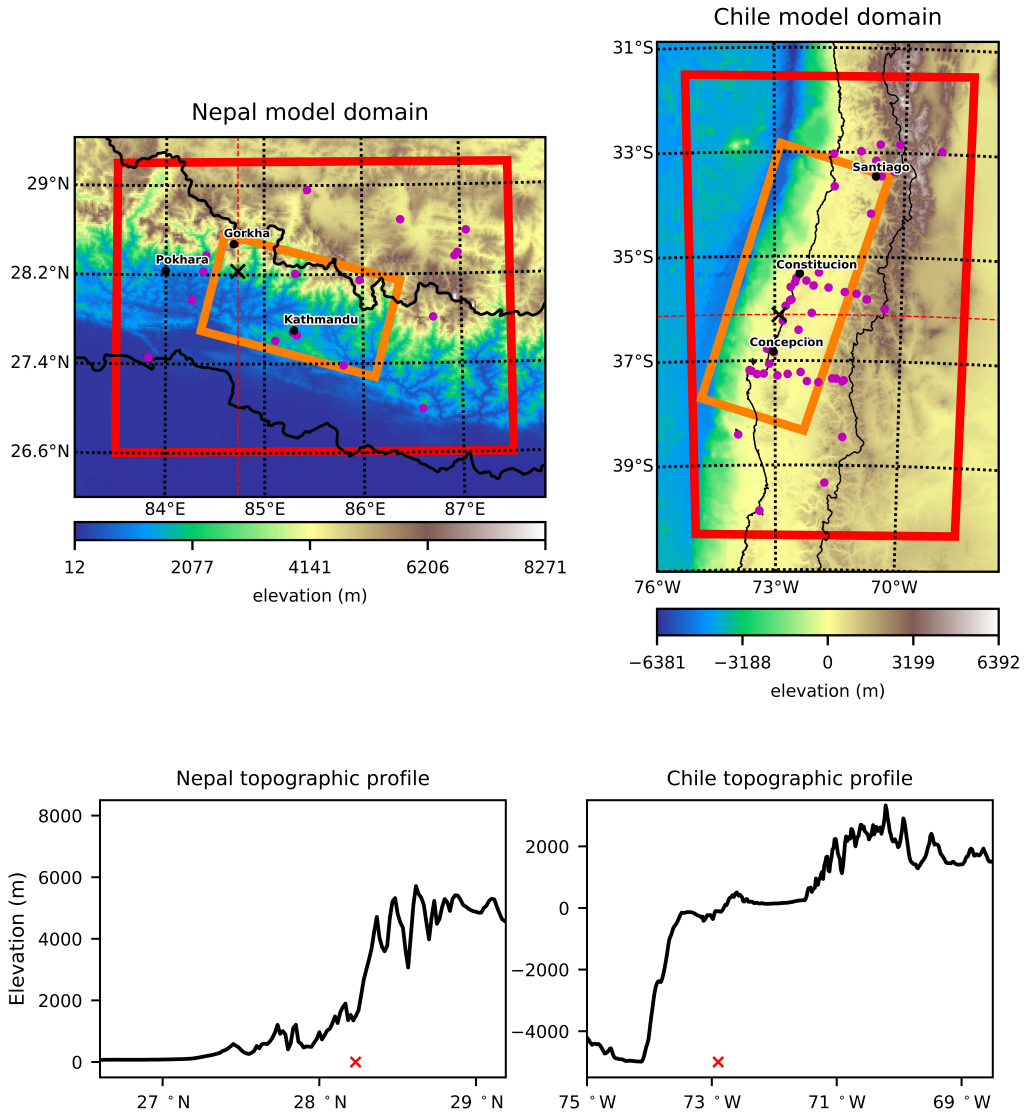 Chile model domain
Nepal model domain
29°N
28.2°N
27.4°N
26.6°N
Gorkha
Pokhara
Kathmandu
84°E
85°E
86°E
87°E
12
2077
4141
6206
8271
elevation (m)
31°S
33°S
35°S
37°S
39°S
Santiago
Constitucion
Concepcion
76°W
73°W
70°W
−6381
−3188
0
3199
6392
elevation (m)
Nepal topographic profile
Elevation (m)
8000
6000
4000
2000
0
27 °N
28 °N
29 °N
Chile topographic profile
2000
0
−2000
−4000
75 °W
73 °W
71 °W
69 °W